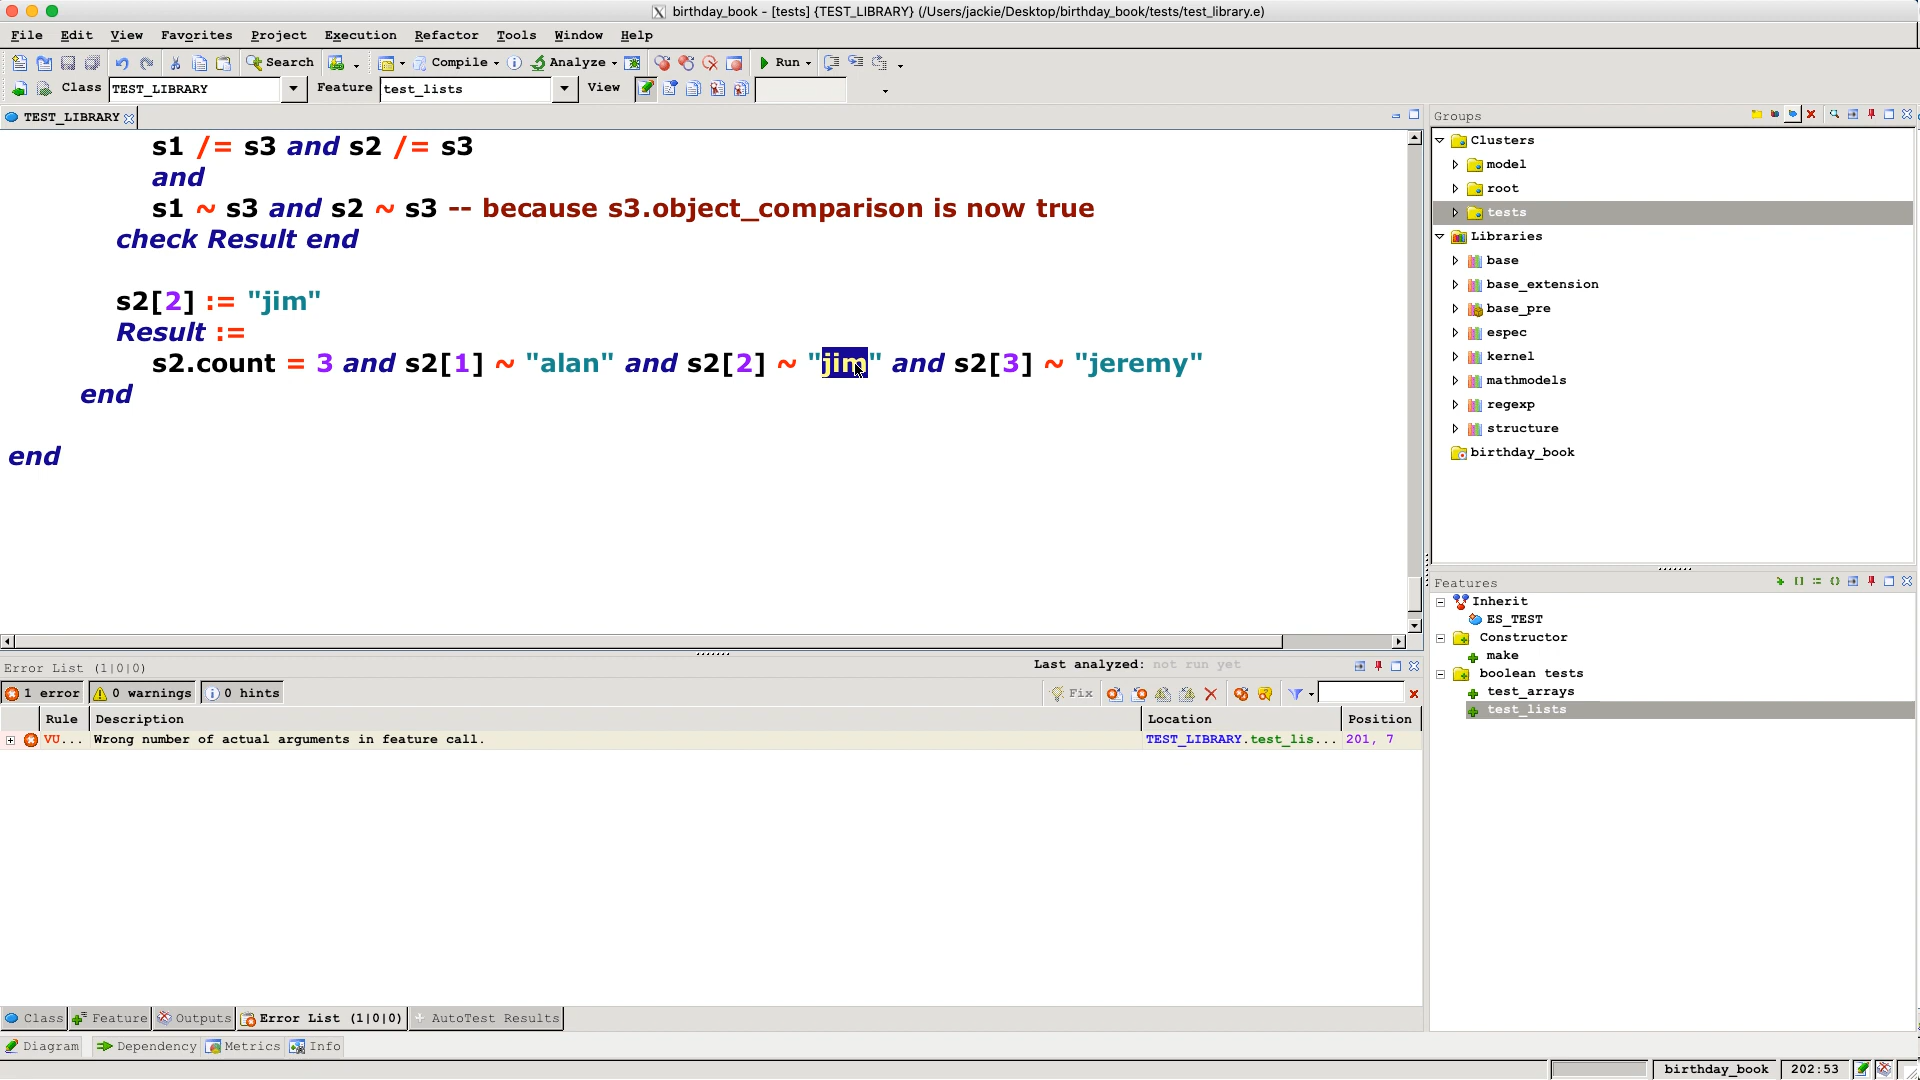 birthday_book - [tests] {TEST_LIBRARY} (/Users/jackie/Desktop/birthday_book/tests/test_library.e)
File Edit View Favorites Project Execution Refactor Tools Window Help
Search Compile Analyze Run
Class TEST_LIBRARY Feature test_lists View
TEST_LIBRARY
s1 /= s3 and s2 /= s3
and
s1 ~ s3 and s2 ~ s3 -- because s3.object_comparison is now true
check Result end
s2[2] := "jim"
Result :=
s2.count = 3 and s2[1] ~ "alan" and s2[2] ~ "jim" and s2[3] ~ "jeremy"
end
end
Groups
Clusters
model
root
tests
Libraries
base
base_extension
base_pre
espec
kernel
mathmodels
regexp
structure
birthday_book
Features
Inherit
ES_TEST
Constructor
make
boolean tests
test_arrays
test_lists
Error List (1|0|0) Last analyzed: not run yet
1 error 0 warnings 0 hints Fix
Rule Description Location Position
VU... Wrong number of actual arguments in feature call. TEST_LIBRARY.test_lis... 201, 7
Class Feature Outputs Error List (1|0|0) AutoTest Results
Diagram Dependency Metrics Info
birthday_book 202:53